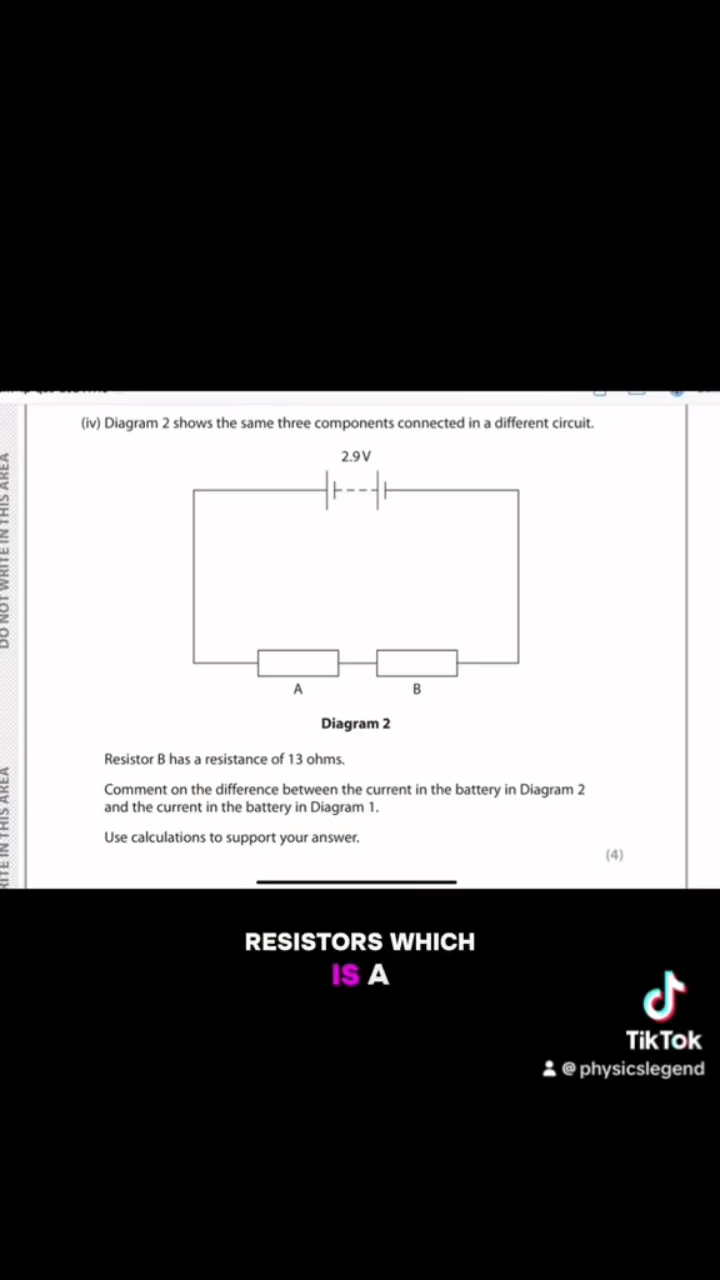 (iv) Diagram 2 shows the same three components connected in a different circuit.
2.9 V
A
B
Diagram 2
Resistor B has a resistance of 13 ohms.
Comment on the difference between the current in the battery in Diagram 2
and the current in the battery in Diagram 1.
Use calculations to support your answer.
(4)
DO NOT WRITE IN THIS AREA
RITE IN THIS AREA
RESISTORS WHICH
IS A
TikTok
@physicslegend